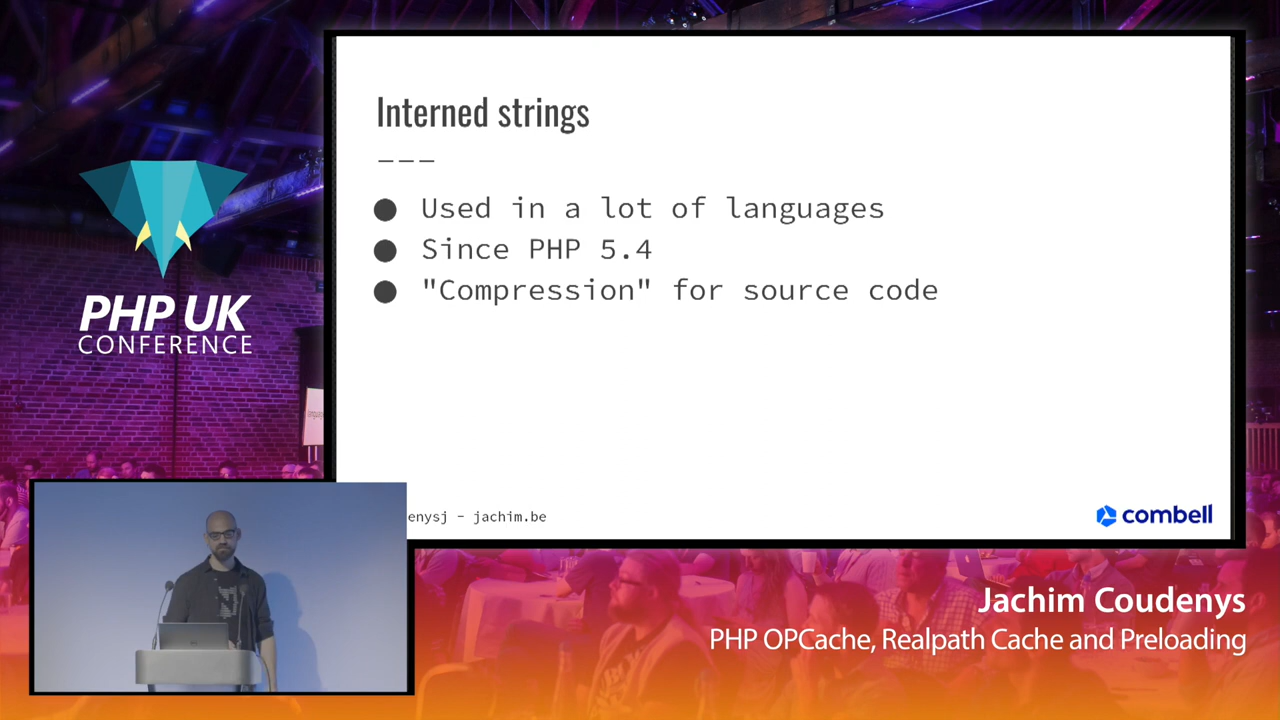 Interned strings
---
● Used in a lot of languages
● Since PHP 5.4
● "Compression" for source code
enysj - jachim.be
combell
PHP UK
CONFERENCE
Jachim Coudenys
PHP OPCache, Realpath Cache and Preloading